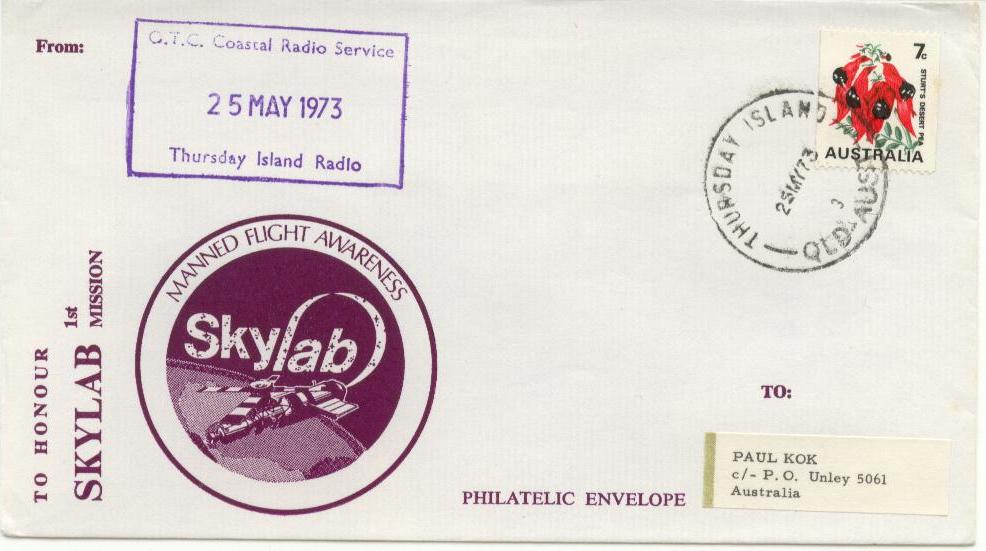 From:
O.T.C. Coastal Radio Service
25 MAY 1973
Thursday Island Radio
7c
STURT'S DESERT PEA
AUSTRALIA
THURSDAY ISLAND
25MY73
3
QLD-AUST
MANNED FLIGHT AWARENESS
Skylab
TO HONOUR
SKYLAB
1st
MISSION
TO:
PAUL KOK
c/- P.O. Unley 5061
Australia
PHILATELIC ENVELOPE